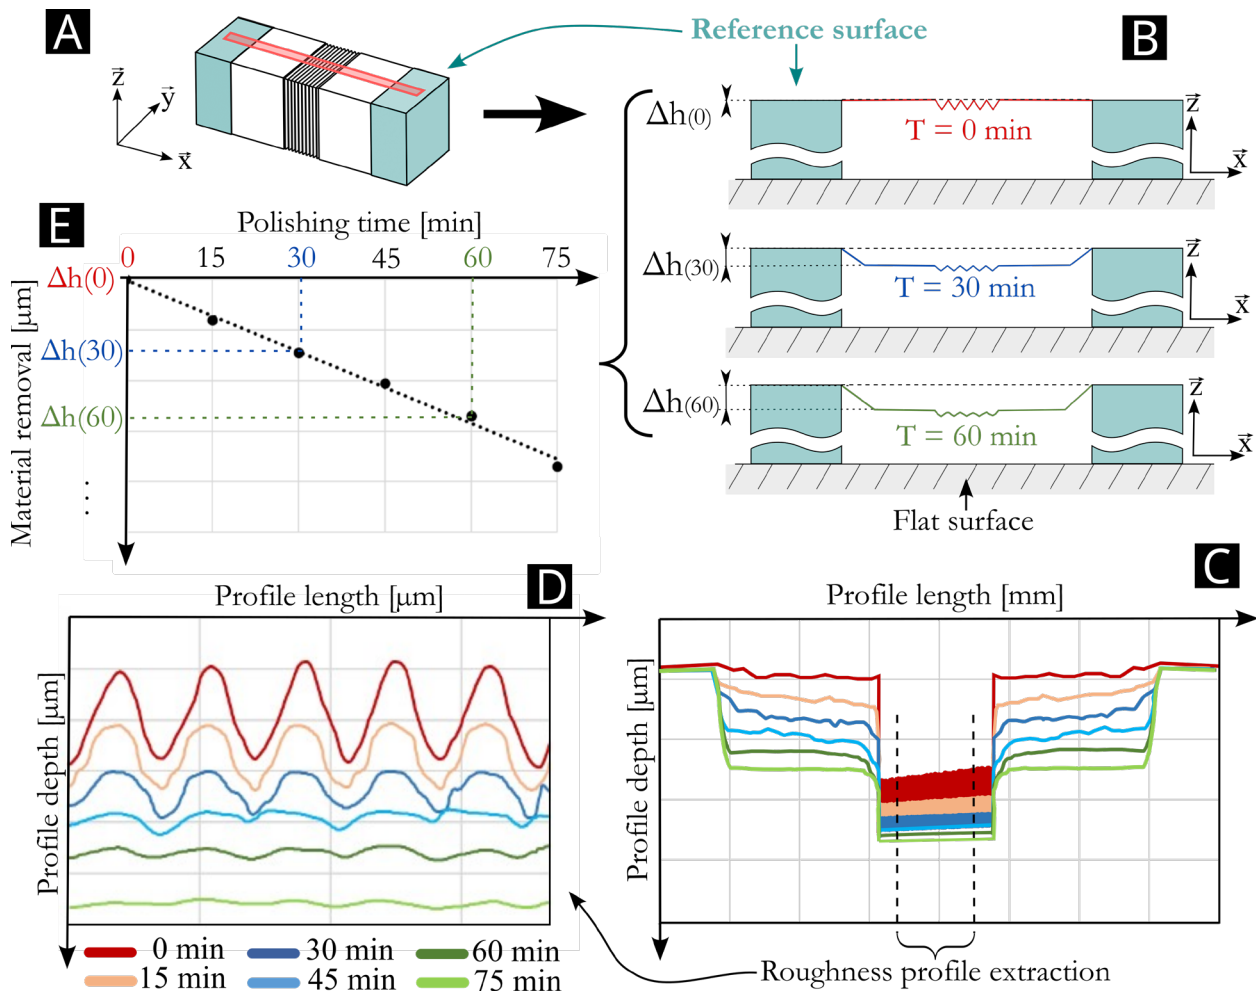 A
Reference surface
B
z⃗
y⃗
x⃗
Δh(0)
T = 0 min
z⃗
x⃗
Δh(30)
T = 30 min
z⃗
x⃗
Δh(60)
T = 60 min
z⃗
x⃗
Flat surface
E
Polishing time [min]
0 15 30 45 60 75
Material removal [µm]
Δh(0)
Δh(30)
Δh(60)
⋮
D
Profile length [µm]
Profile depth [µm]
0 min 30 min 60 min
15 min 45 min 75 min
C
Profile length [mm]
Profile depth [µm]
Roughness profile extraction